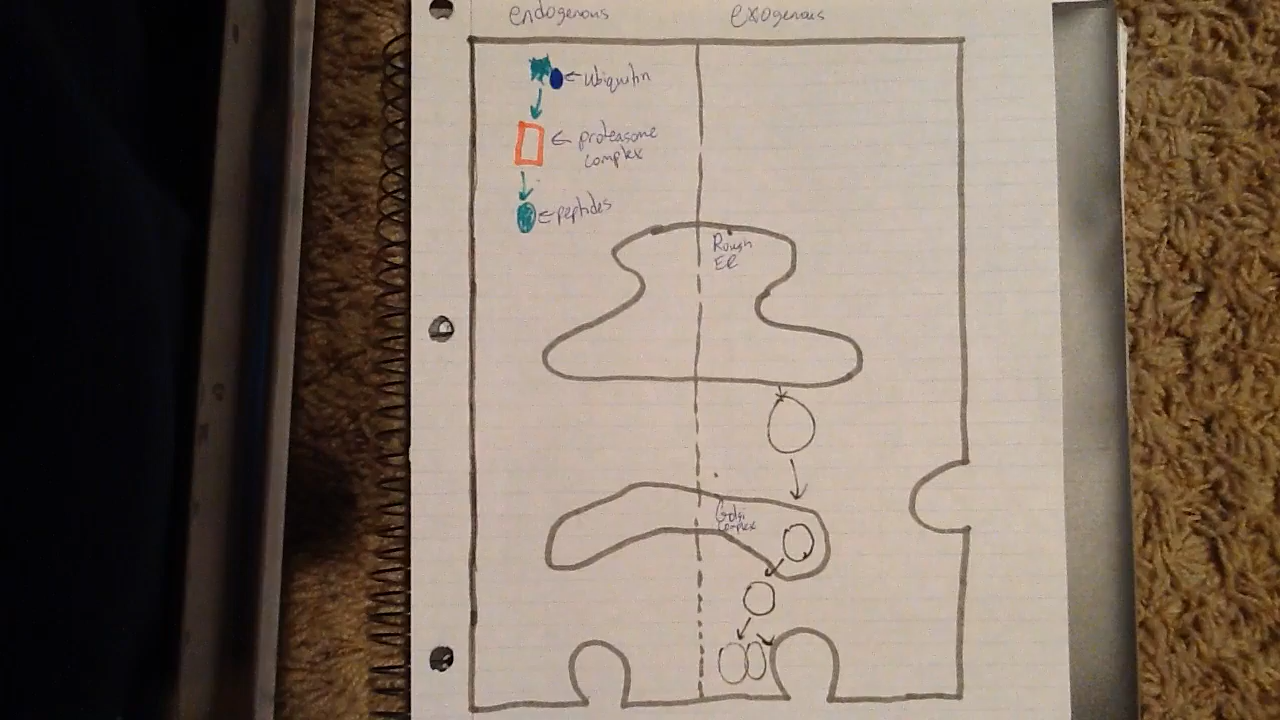 endogenous
exogenous
ubiquitin
proteasome
complex
peptides
Rough
ER
Golgi
complex